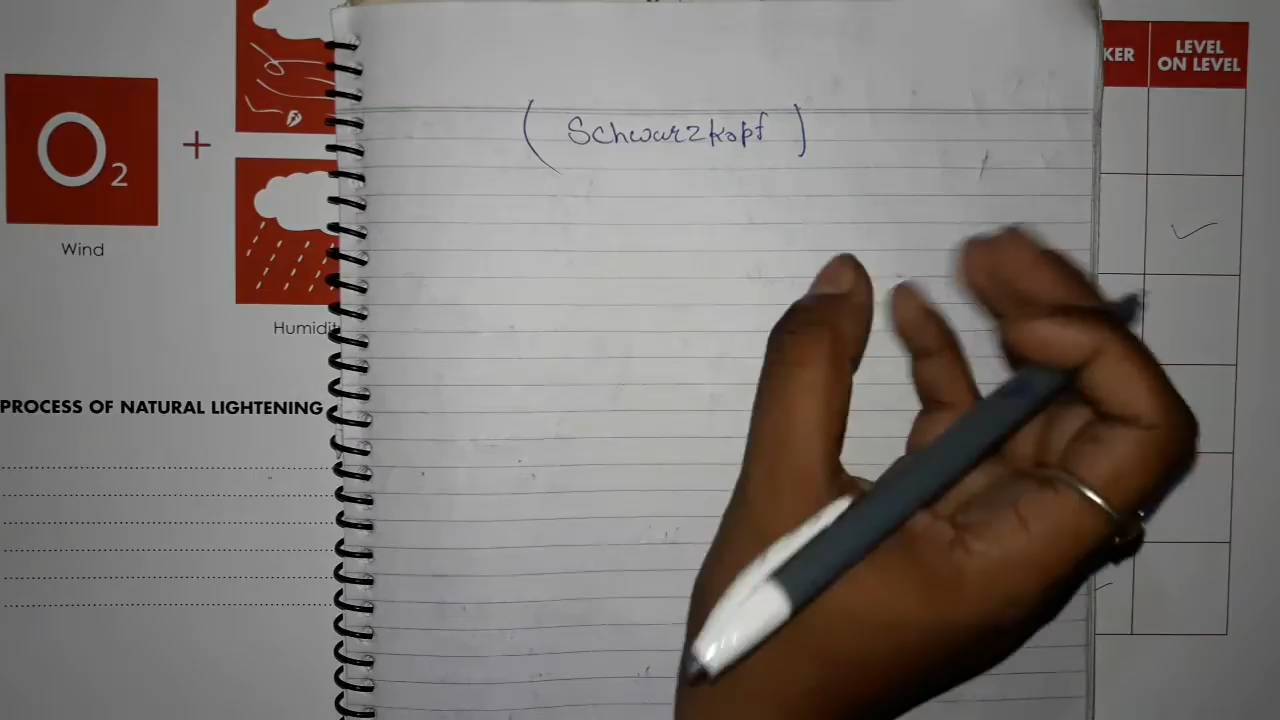 KER
LEVEL
ON LEVEL
( Schwarzkopf )
O2
+
Wind
Humidit
PROCESS OF NATURAL LIGHTENING